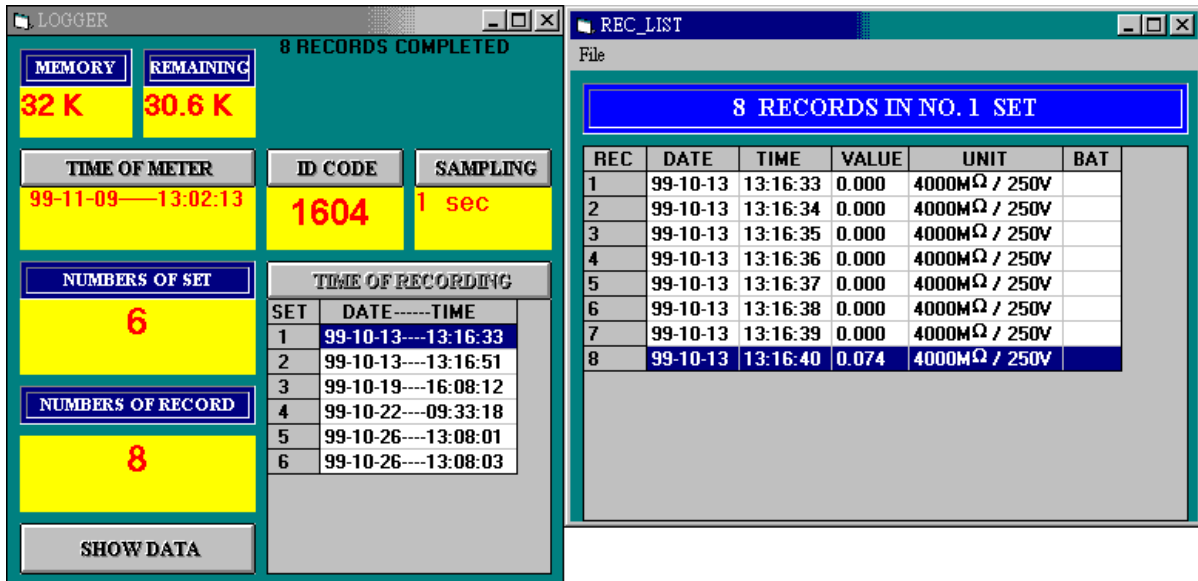 LOGGER
8 RECORDS COMPLETED
MEMORY REMAINING
32 K 30.6 K
TIME OF METER ID CODE SAMPLING
99-11-09----13:02:13 1604 1 sec
NUMBERS OF SET
6
NUMBERS OF RECORD
8
SHOW DATA
TIME OF RECORDING
SET DATE------TIME
1 99-10-13----13:16:33
2 99-10-13----13:16:51
3 99-10-19----16:08:12
4 99-10-22----09:33:18
5 99-10-26----13:08:01
6 99-10-26----13:08:03
REC_LIST
File
8 RECORDS IN NO. 1 SET
REC DATE TIME VALUE UNIT BAT
1 99-10-13 13:16:33 0.000 4000MΩ / 250V
2 99-10-13 13:16:34 0.000 4000MΩ / 250V
3 99-10-13 13:16:35 0.000 4000MΩ / 250V
4 99-10-13 13:16:36 0.000 4000MΩ / 250V
5 99-10-13 13:16:37 0.000 4000MΩ / 250V
6 99-10-13 13:16:38 0.000 4000MΩ / 250V
7 99-10-13 13:16:39 0.000 4000MΩ / 250V
8 99-10-13 13:16:40 0.074 4000MΩ / 250V